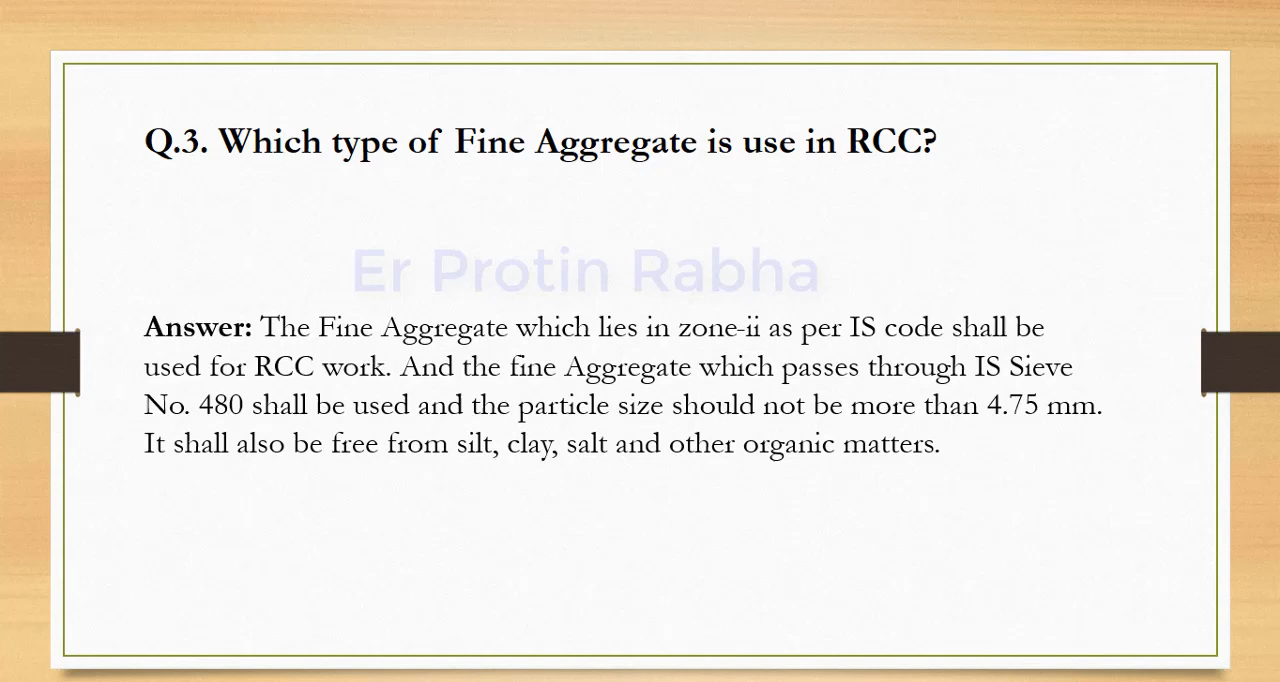 Q.3. Which type of Fine Aggregate is use in RCC?
Er Protin Rabha
Answer: The Fine Aggregate which lies in zone-ii as per IS code shall be
used for RCC work. And the fine Aggregate which passes through IS Sieve
No. 480 shall be used and the particle size should not be more than 4.75 mm.
It shall also be free from silt, clay, salt and other organic matters.